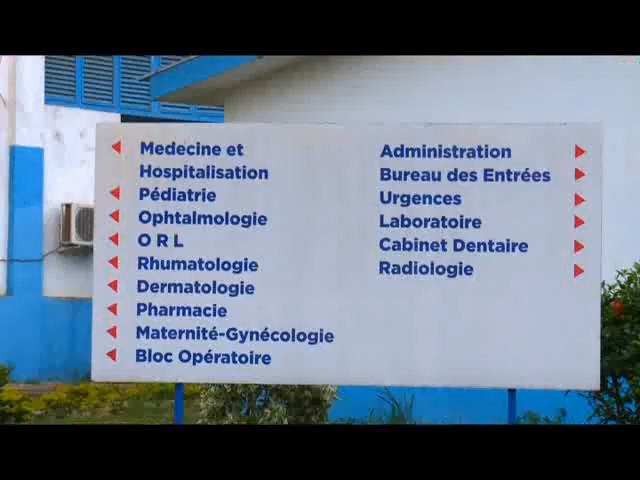 Medecine et
Hospitalisation
Pédiatrie
Ophtalmologie
O R L
Rhumatologie
Dermatologie
Pharmacie
Maternité-Gynécologie
Bloc Opératoire
Administration
Bureau des Entrées
Urgences
Laboratoire
Cabinet Dentaire
Radiologie